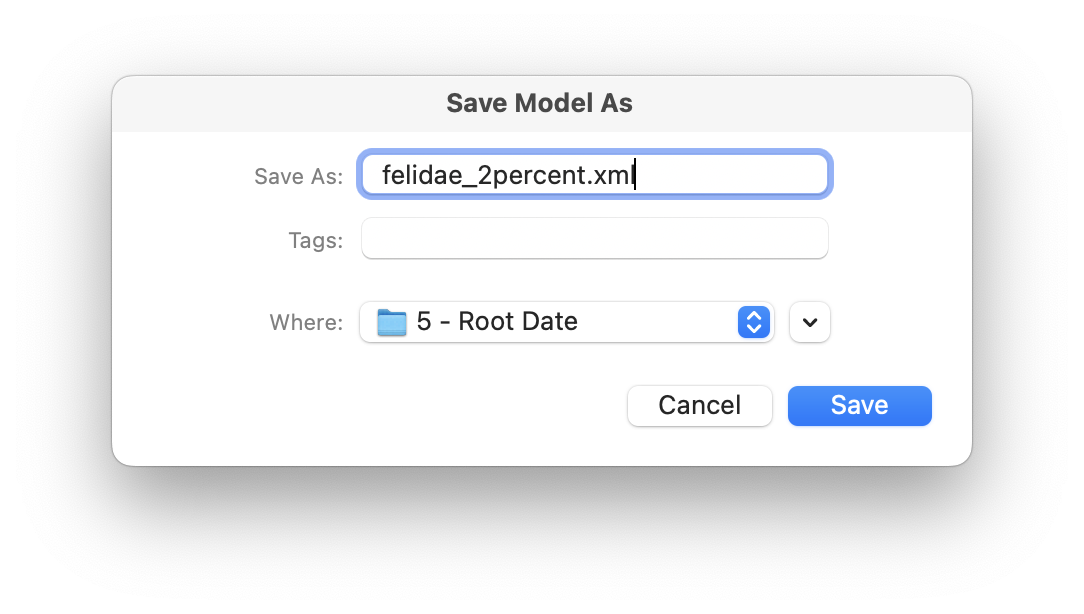 Save Model As
Save As: felidae_2percent.xml
Tags:
Where: 5 - Root Date
Cancel Save